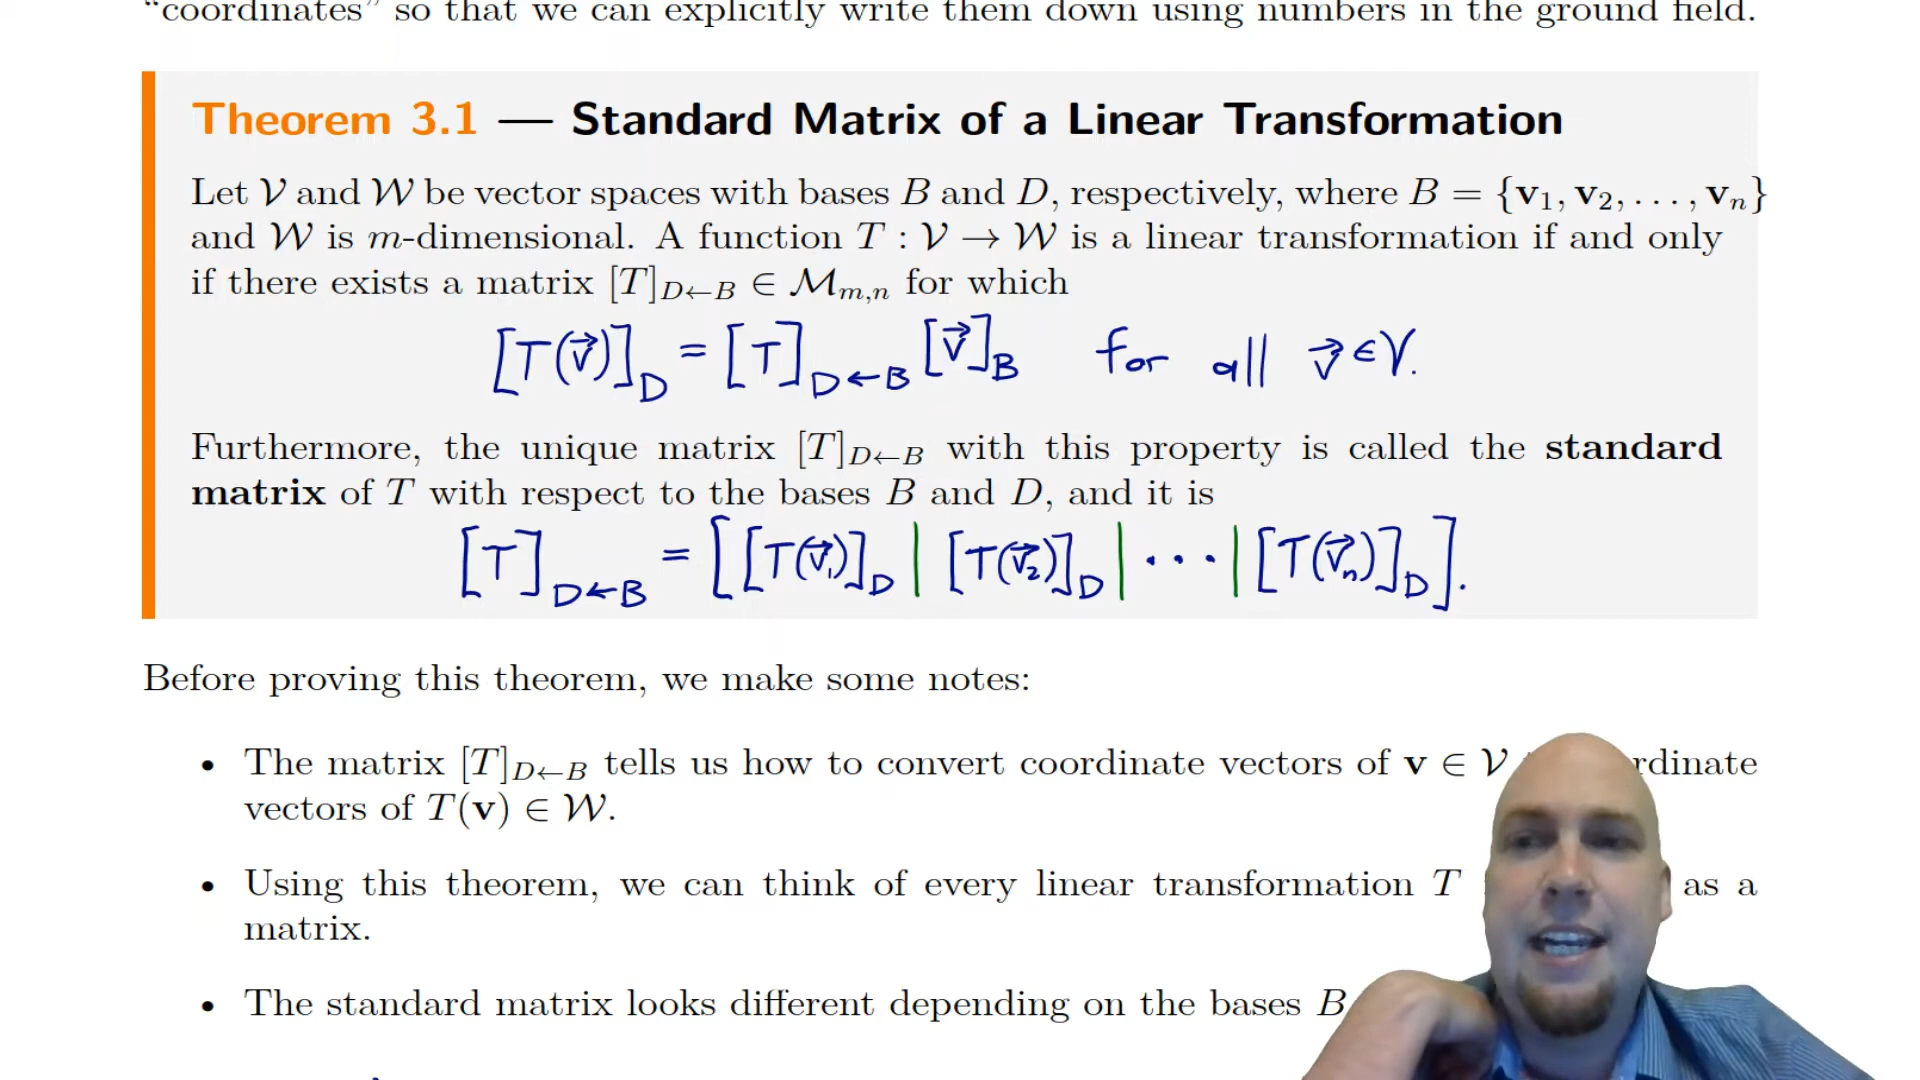 “coordinates” so that we can explicitly write them down using numbers in the ground field.
Theorem 3.1 — Standard Matrix of a Linear Transformation
Let 𝒱 and 𝒲 be vector spaces with bases B and D, respectively, where B = {v₁, v₂, . . . , vₙ}
and 𝒲 is m-dimensional. A function T : 𝒱 → 𝒲 is a linear transformation if and only
if there exists a matrix [T]_{D←B} ∈ ℳ_{m,n} for which
[T(v⃗)]_D = [T]_{D←B} [v⃗]_B for all v⃗ ∈ 𝒱.
Furthermore, the unique matrix [T]_{D←B} with this property is called the standard
matrix of T with respect to the bases B and D, and it is
[T]_{D←B} = [[T(v⃗₁)]_D | [T(v⃗₂)]_D | · · · | [T(v⃗ₙ)]_D].
Before proving this theorem, we make some notes:
• The matrix [T]_{D←B} tells us how to convert coordinate vectors of v ∈ 𝒱 rdinate
vectors of T(v) ∈ 𝒲.
• Using this theorem, we can think of every linear transformation T as a
matrix.
• The standard matrix looks different depending on the bases B